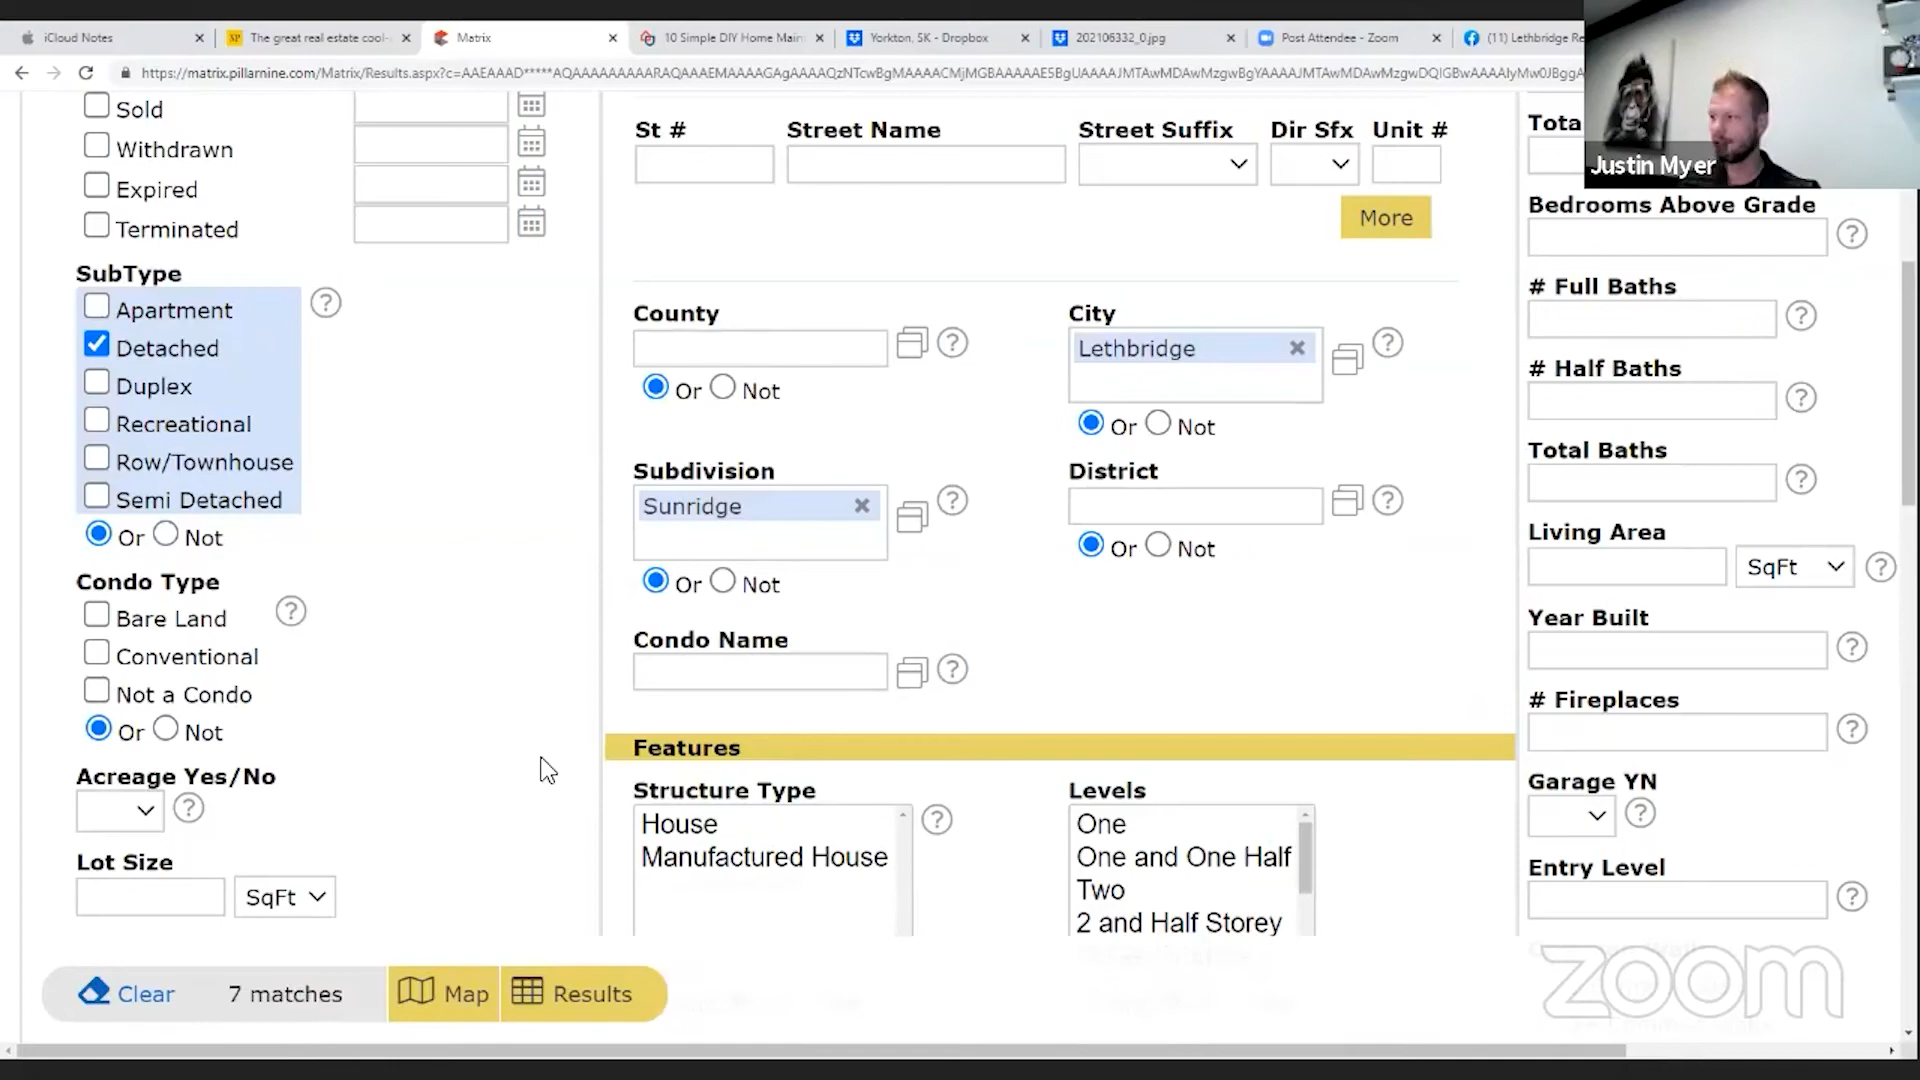 iCloud Notes
The great real estate cool-
Matrix
10 Simple DIY Home Main
Yorkton, SK - Dropbox
202106332_0.jpg
Post Attendee - Zoom
(11) Lethbridge Re
Justin Myer
Sold
Withdrawn
Expired
Terminated
SubType
Apartment
Detached
Duplex
Recreational
Row/Townhouse
Semi Detached
Or Not
Condo Type
Bare Land
Conventional
Not a Condo
Or Not
Acreage Yes/No
Lot Size
SqFt
Clear
7 matches
Map
Results
St # Street Name Street Suffix Dir Sfx Unit #
More
County
Or Not
City
Lethbridge
Or Not
Subdivision
Sunridge
Or Not
District
Or Not
Condo Name
Features
Structure Type
House
Manufactured House
Levels
One
One and One Half
Two
2 and Half Storey
Tota
Bedrooms Above Grade
# Full Baths
# Half Baths
Total Baths
Living Area
SqFt
Year Built
# Fireplaces
Garage YN
Entry Level
zoom